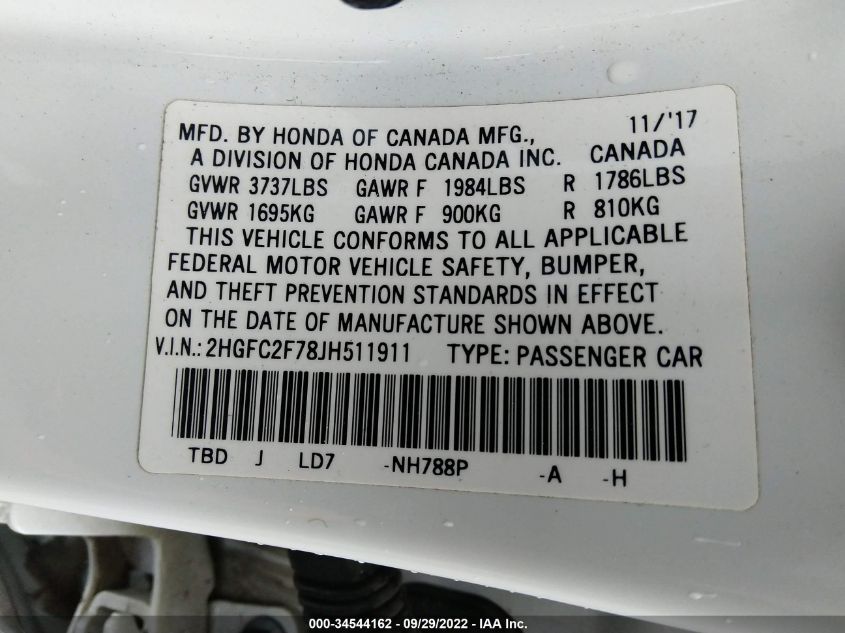 MFD. BY HONDA OF CANADA MFG., 11/'17
A DIVISION OF HONDA CANADA INC. CANADA
GVWR 3737LBS GAWR F 1984LBS R 1786LBS
GVWR 1695KG GAWR F 900KG R 810KG
THIS VEHICLE CONFORMS TO ALL APPLICABLE
FEDERAL MOTOR VEHICLE SAFETY, BUMPER,
AND THEFT PREVENTION STANDARDS IN EFFECT
ON THE DATE OF MANUFACTURE SHOWN ABOVE.
V.I.N.: 2HGFC2F78JH511911 TYPE: PASSENGER CAR
TBD J LD7 -NH788P -A -H
000-34544162 - 09/29/2022 - IAA Inc.